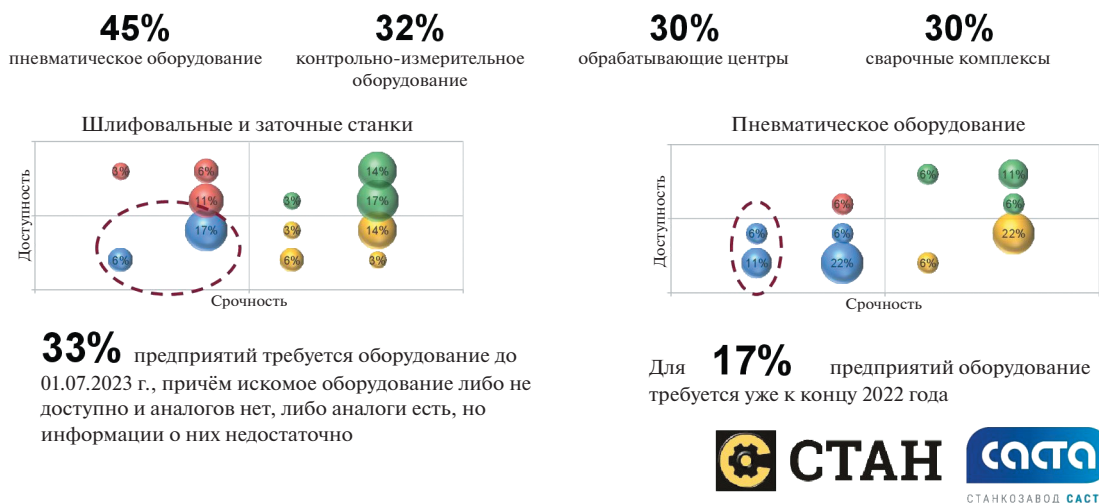 45%
пневматическое оборудование
32%
контрольно-измерительное
оборудование
30%
обрабатывающие центры
30%
сварочные комплексы
Шлифовальные и заточные станки
Доступность
3%
6%
14%
11%
3%
17%
17%
3%
14%
6%
6%
3%
Срочность
33% предприятий требуется оборудование до
01.07.2023 г., причём искомое оборудование либо не
доступно и аналогов нет, либо аналоги есть, но
информации о них недостаточно
Пневматическое оборудование
Доступность
6%
11%
6%
6%
6%
6%
22%
11%
22%
6%
Срочность
Для 17% предприятий оборудование
требуется уже к концу 2022 года
СТАН
саста
СТАНКОЗАВОД САСТ